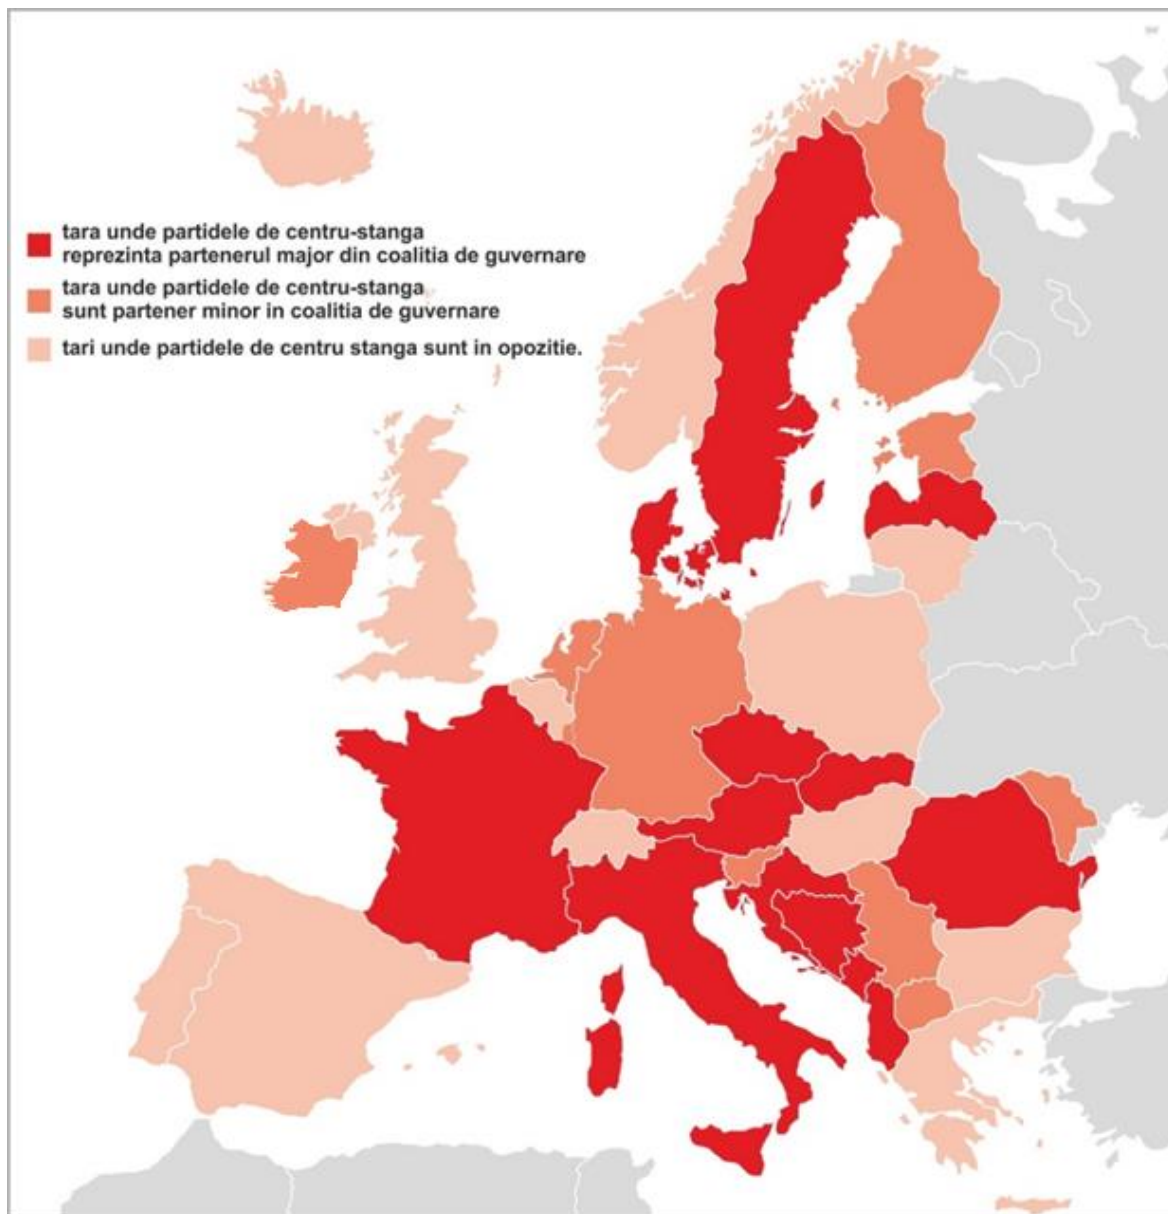 tara unde partidele de centru-stanga
reprezinta partenerul major din coalitia de guvernare
tara unde partidele de centru-stanga
sunt partener minor in coalitia de guvernare
tari unde partidele de centru stanga sunt in opozitie.